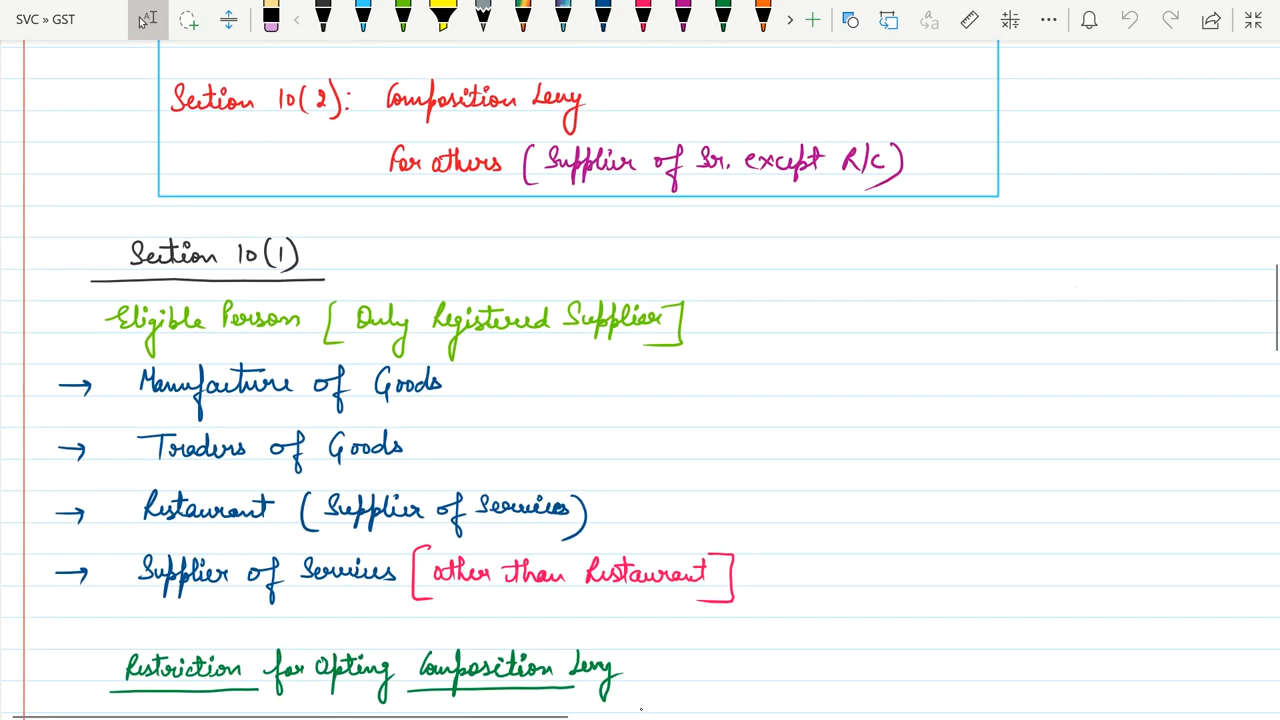 SVC » GST
Section 10(2): Composition Levy
For others (Supplier of Sr. except R/C)
Section 10(1)
Eligible Person [Only Registered Supplier]
→ Manufacture of Goods
→ Traders of Goods
→ Restaurant (Supplier of Services)
→ Supplier of Services [other than Restaurant]
Restriction for Opting Composition Levy